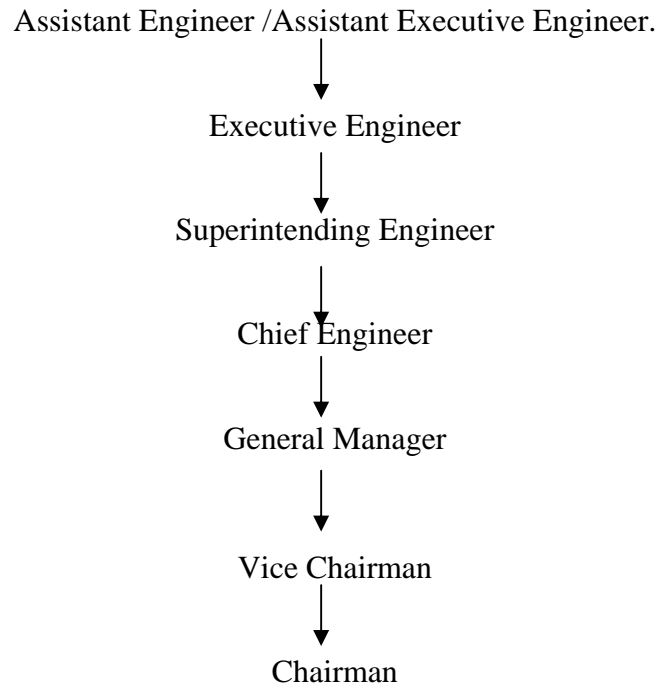 Assistant Engineer /Assistant Executive Engineer.
Executive Engineer
Superintending Engineer
Chief Engineer
General Manager
Vice Chairman
Chairman